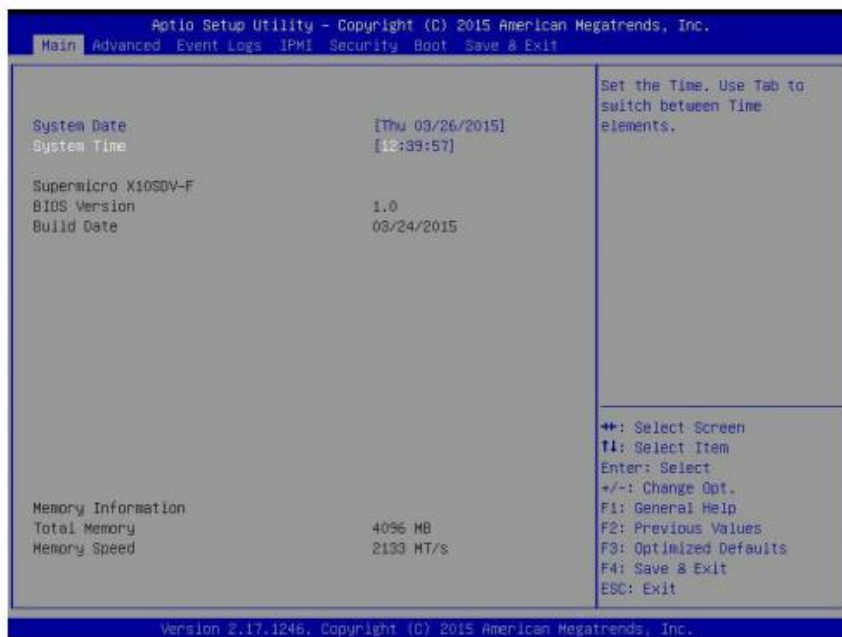 Aptio Setup Utility – Copyright (C) 2015 American Megatrends, Inc.
Main Advanced Event Logs IPMI Security Boot Save & Exit
System Date [Thu 03/26/2015]
System Time [12:39:57]
Supermicro X10SDV-F
BIOS Version 1.0
Build Date 03/24/2015
Memory Information
Total Memory 4096 MB
Memory Speed 2133 MT/s
Set the Time. Use Tab to
switch between Time
elements.
→←: Select Screen
↑↓: Select Item
Enter: Select
+/-: Change Opt.
F1: General Help
F2: Previous Values
F3: Optimized Defaults
F4: Save & Exit
ESC: Exit
Version 2.17.1246. Copyright (C) 2015 American Megatrends, Inc.